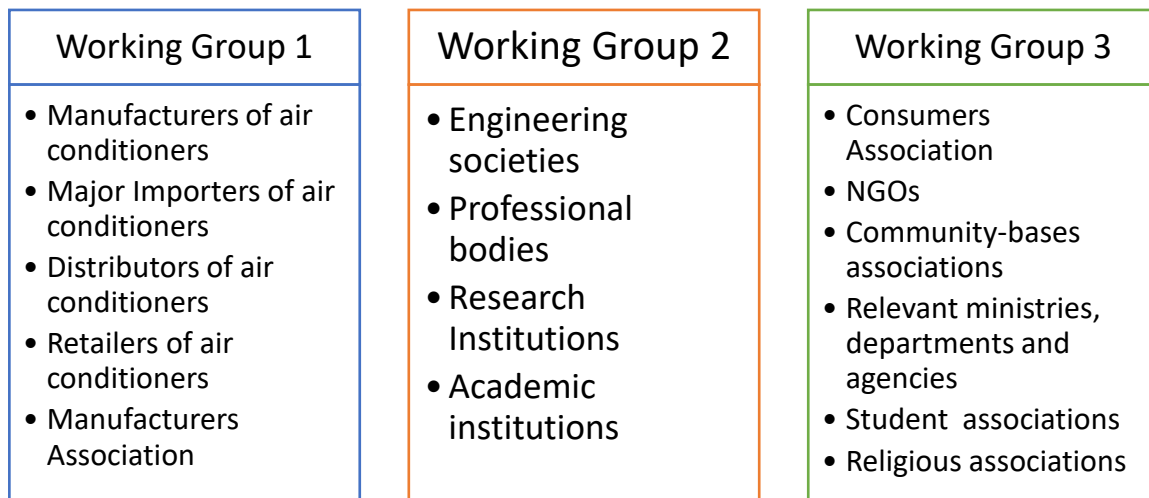 Working Group 1
• Manufacturers of air
conditioners
• Major Importers of air
conditioners
• Distributors of air
conditioners
• Retailers of air
conditioners
• Manufacturers
Association
Working Group 2
• Engineering
societies
• Professional
bodies
• Research
Institutions
• Academic
institutions
Working Group 3
• Consumers
Association
• NGOs
• Community-bases
associations
• Relevant ministries,
departments and
agencies
• Student associations
• Religious associations